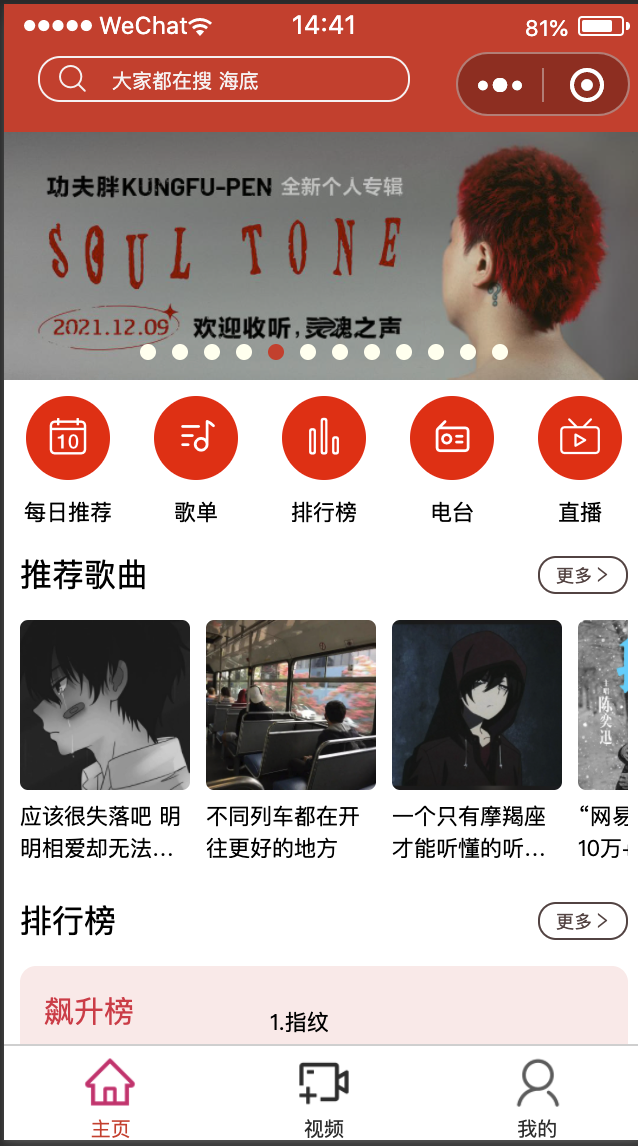 WeChat 14:41 81%
大家都在搜 海底
功夫胖KUNGFU-PEN 全新个人专辑
SOUL TONE
2021.12.09 欢迎收听,灵魂之声
10
每日推荐 歌单 排行榜 电台 直播
推荐歌曲 更多
主唱 陈奕迅
应该很失落吧 明 不同列车都在开 一个只有摩羯座 “网易
明相爱却无法... 往更好的地方 才能听懂的听... 10万+
排行榜 更多
飙升榜 1.指纹
主页 视频 我的